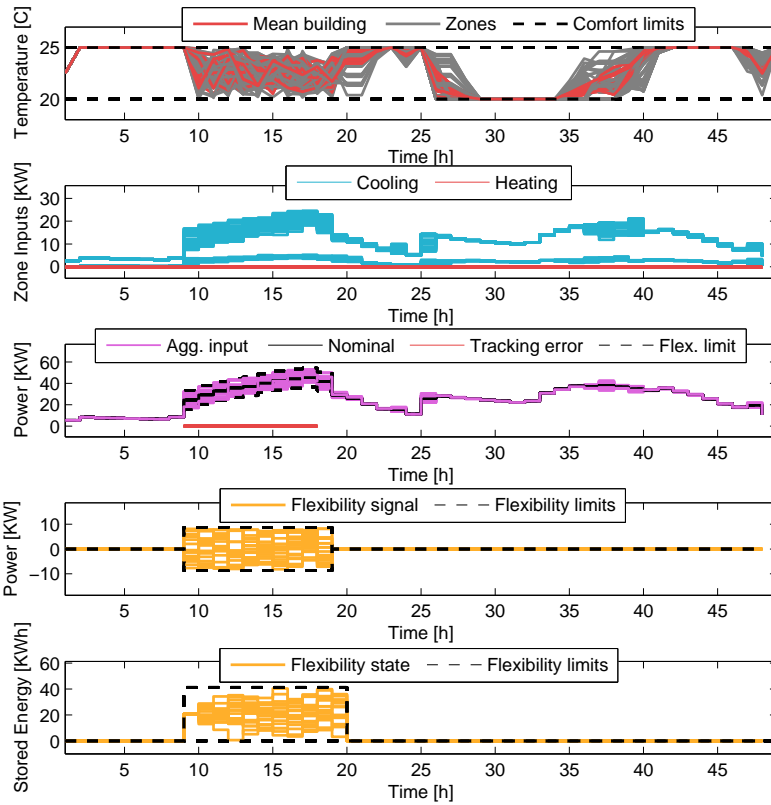 Mean building Zones Comfort limits
Temperature [C]
25
20
5 10 15 20 25 30 35 40 45
Time [h]
Cooling Heating
Zone Inputs [KW]
30
20
10
0
5 10 15 20 25 30 35 40 45
Time [h]
Agg. input Nominal Tracking error Flex. limit
Power [KW]
60
40
20
0
5 10 15 20 25 30 35 40 45
Time [h]
Flexibility signal Flexibility limits
Power [KW]
10
0
−10
5 10 15 20 25 30 35 40 45
Time [h]
Flexibility state Flexibility limits
Stored Energy [KWh]
60
40
20
0
5 10 15 20 25 30 35 40 45
Time [h]